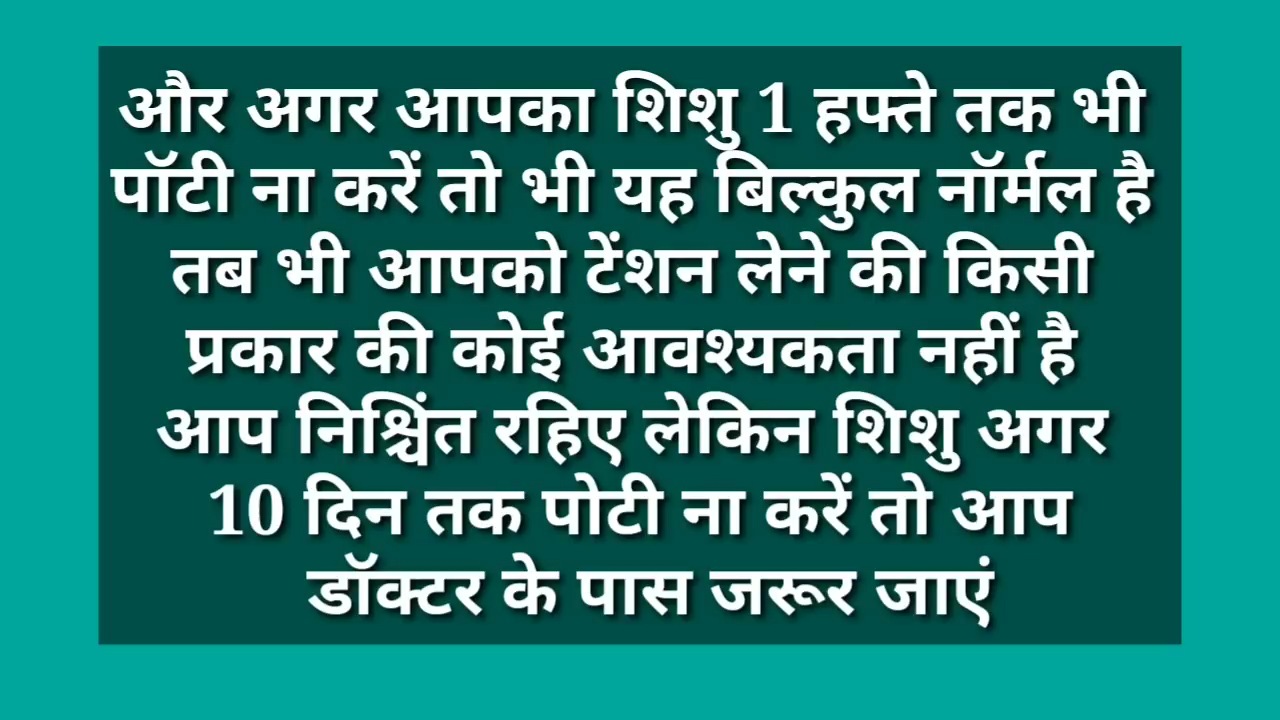 और अगर आपका शिशु 1 हफ्ते तक भी
पॉटी ना करें तो भी यह बिल्कुल नॉर्मल है
तब भी आपको टेंशन लेने की किसी
प्रकार की कोई आवश्यकता नहीं है
आप निश्चिंत रहिए लेकिन शिशु अगर
10 दिन तक पोटी ना करें तो आप
डॉक्टर के पास जरूर जाएं